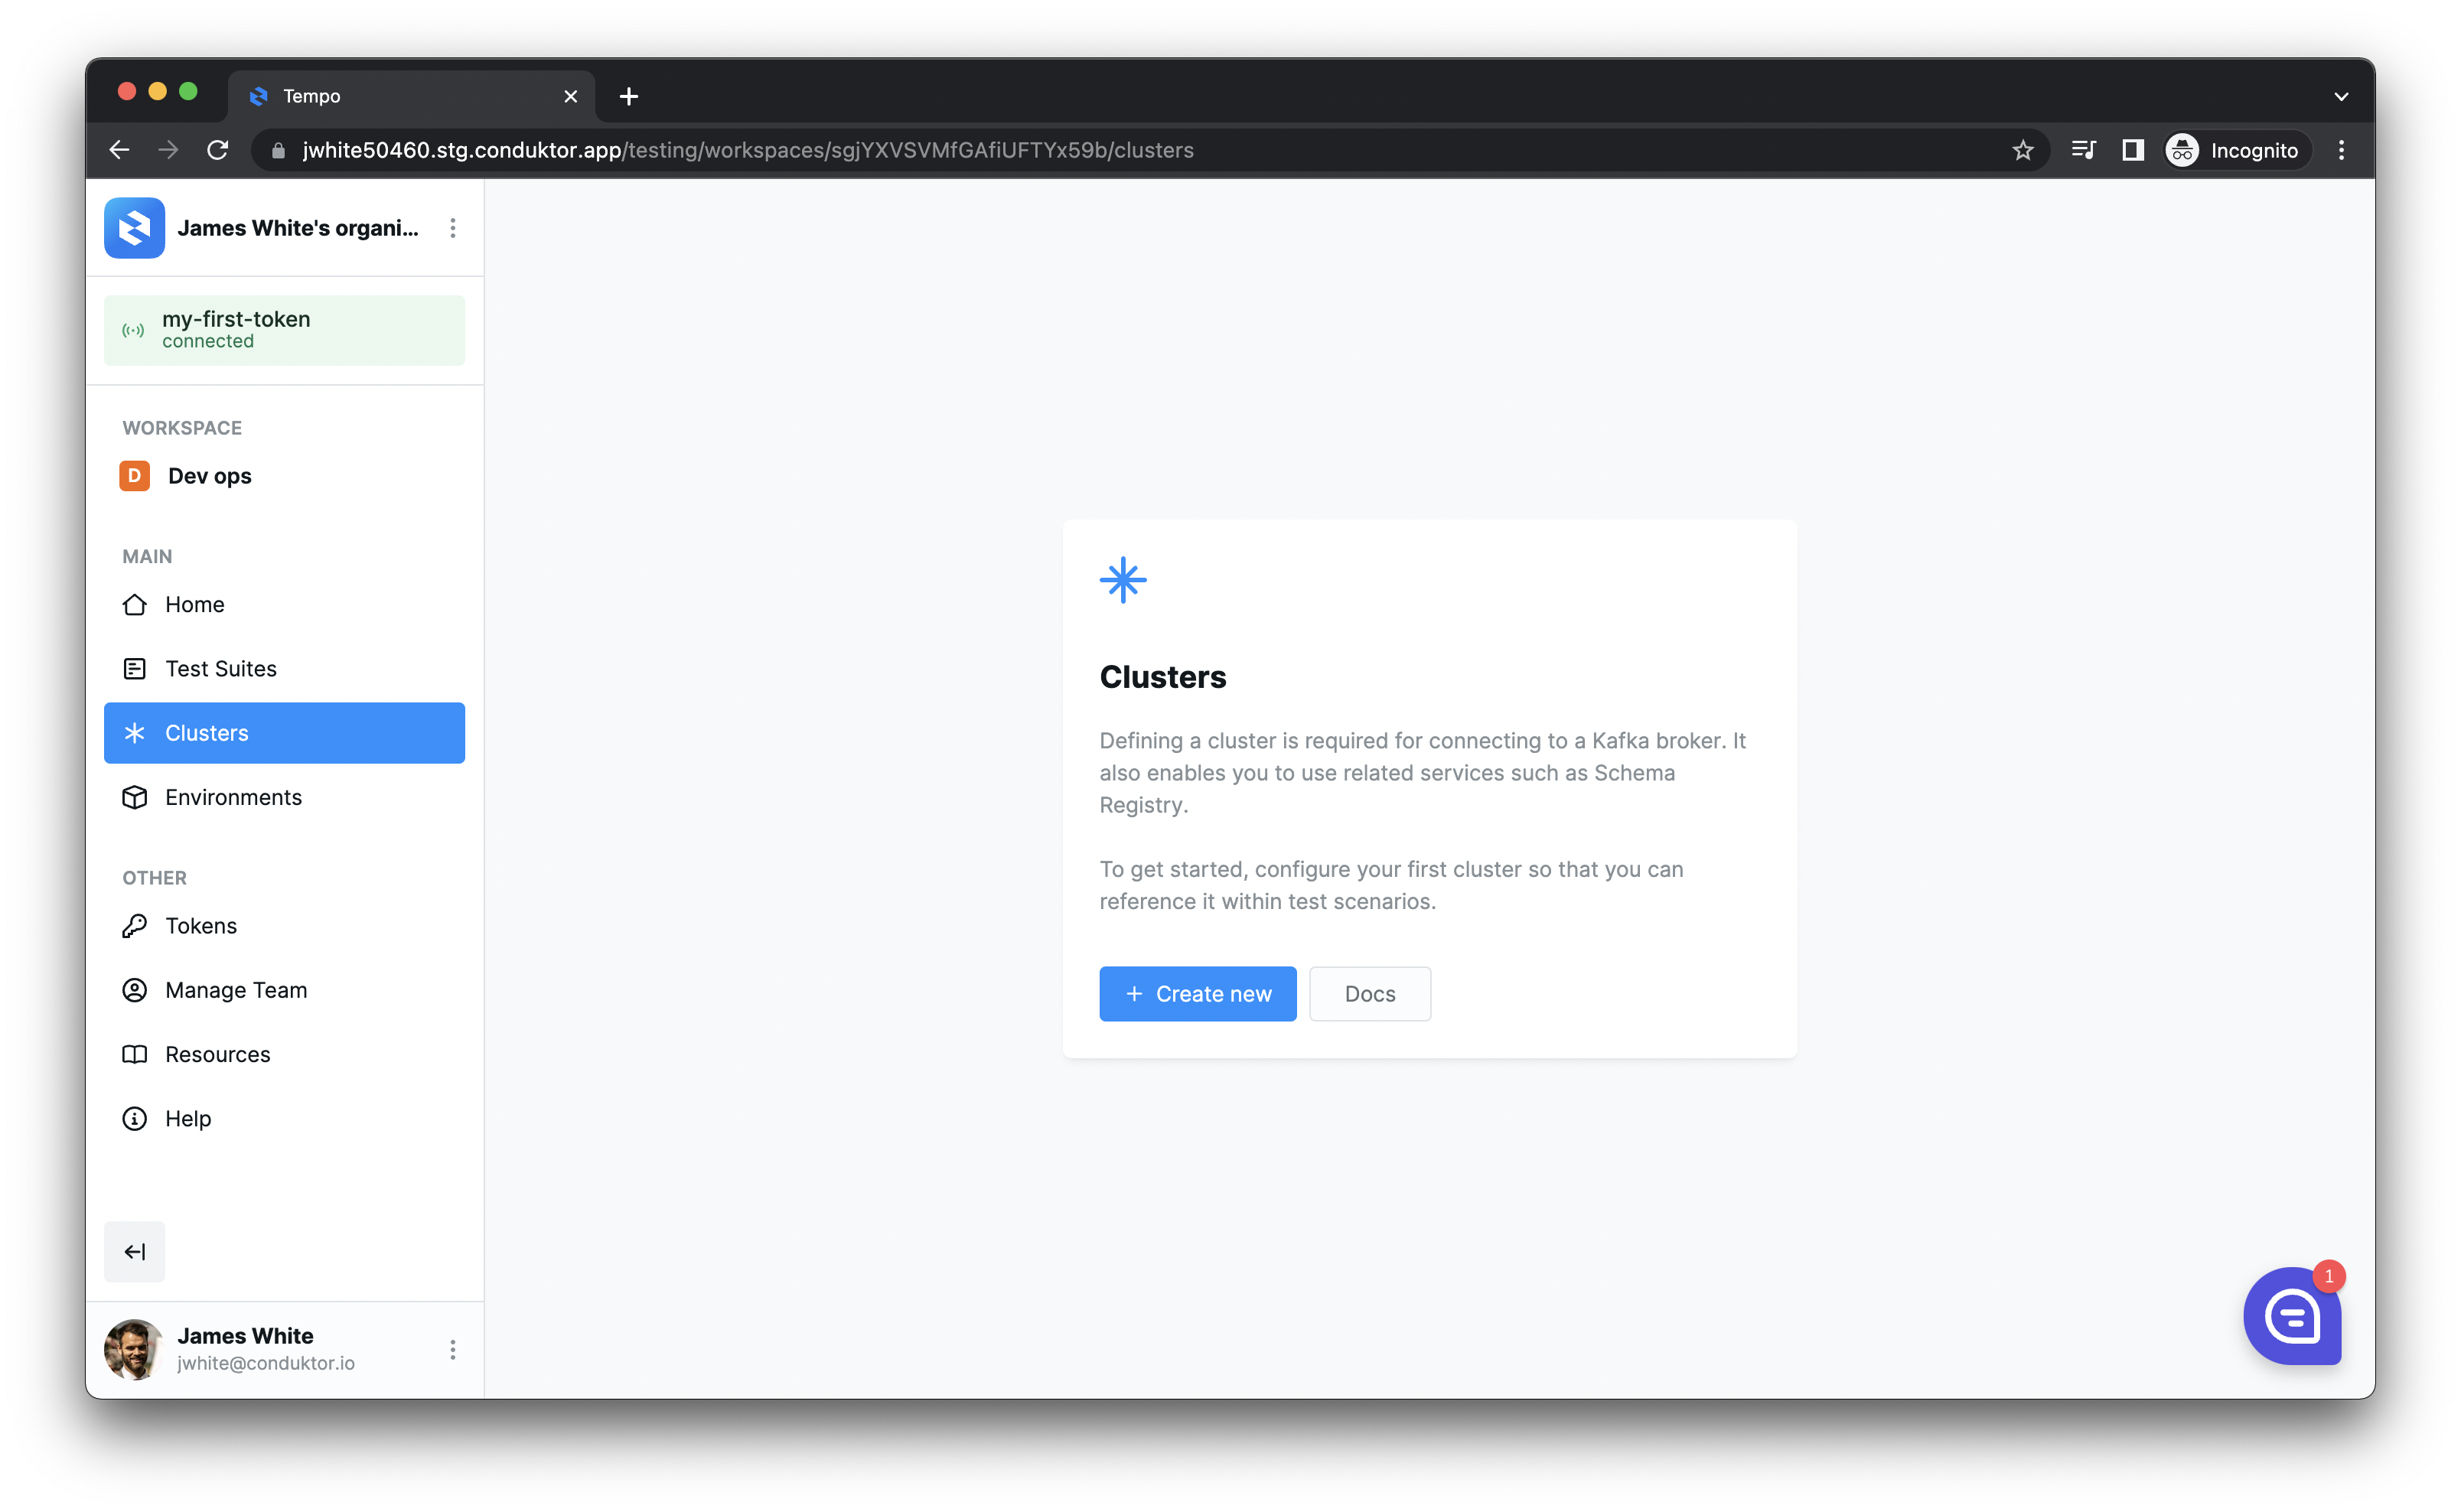 Tempo
jwhite50460.stg.conduktor.app/testing/workspaces/sgjYXVSVMfGAfiUFTYx59b/clusters
Incognito
James White's organi...
my-first-token
connected
WORKSPACE
D Dev ops
MAIN
Home
Test Suites
Clusters
Environments
OTHER
Tokens
Manage Team
Resources
Help
James White
jwhite@conduktor.io
Clusters
Defining a cluster is required for connecting to a Kafka broker. It
also enables you to use related services such as Schema
Registry.
To get started, configure your first cluster so that you can
reference it within test scenarios.
+ Create new
Docs
1